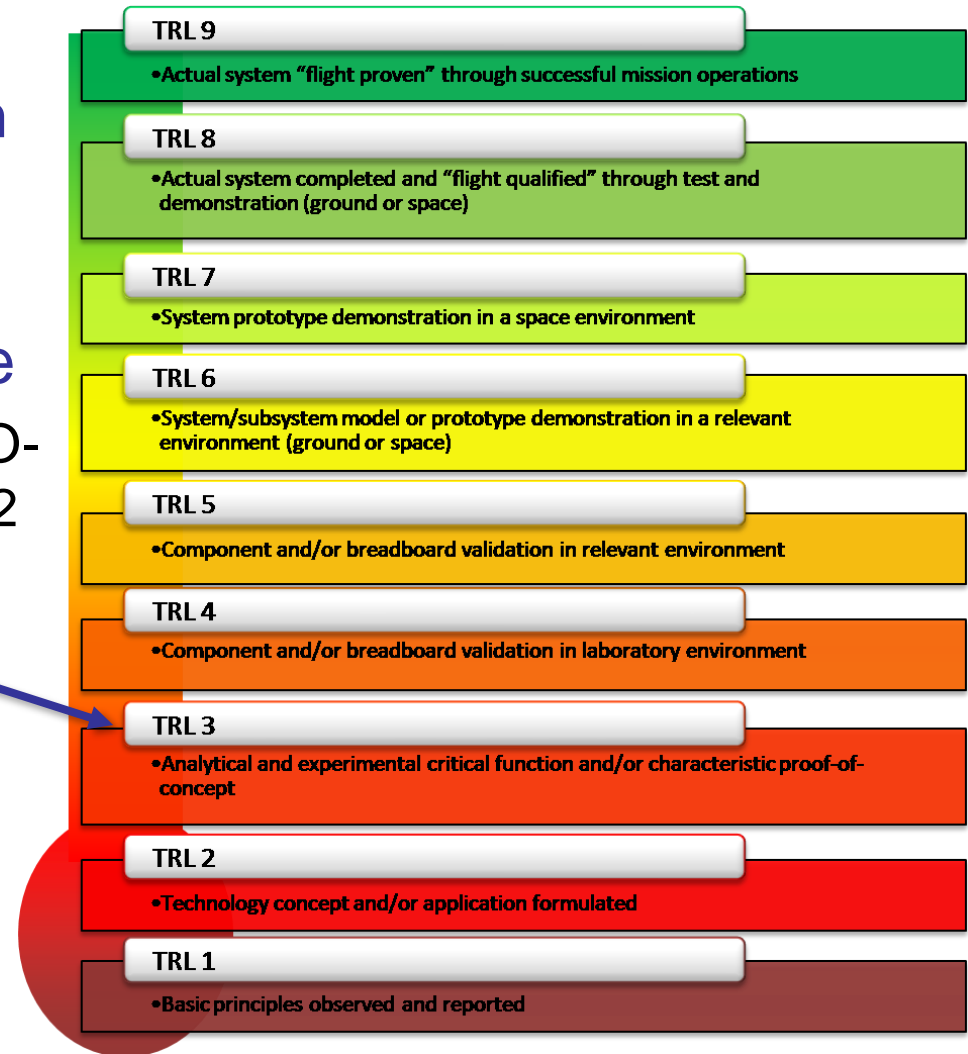 n
e
D-
2
TRL 9
•Actual system “flight proven” through successful mission operations
TRL 8
•Actual system completed and “flight qualified” through test and
demonstration (ground or space)
TRL 7
•System prototype demonstration in a space environment
TRL 6
•System/subsystem model or prototype demonstration in a relevant
environment (ground or space)
TRL 5
•Component and/or breadboard validation in relevant environment
TRL 4
•Component and/or breadboard validation in laboratory environment
TRL 3
•Analytical and experimental critical function and/or characteristic proof-of-
concept
TRL 2
•Technology concept and/or application formulated
TRL 1
•Basic principles observed and reported